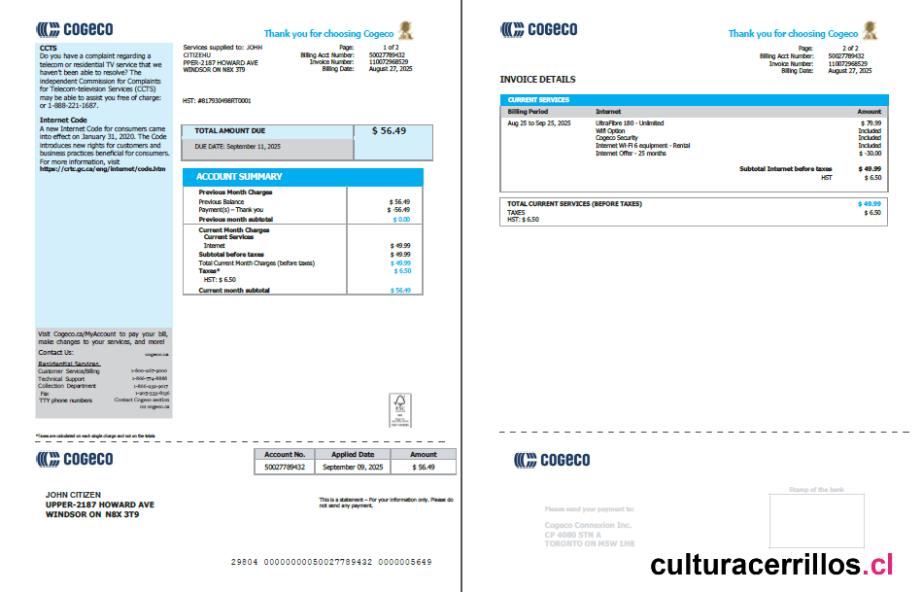 COGECO
Thank you for choosing Cogeco
CCTS
Do you have a complaint regarding a
telecom or residential TV service that we
haven't been able to resolve? The
independent Commission for Complaints
for Telecom-television Services (CCTS)
may be able to assist you free of charge:
or 1-888-221-1687.
Internet Code
A new Internet Code for consumers came
into effect on January 31, 2020. The Code
introduces new rights for customers and
business practices beneficial for consumers.
For more information, visit
https://crtc.gc.ca/eng/internet/code.htm
Services supplied to: JOHN
CITIZEHU
PPER-2187 HOWARD AVE
WINDSOR ON N8X 3T9
Page: 1 of 2
Billing Acct Number: 50027789432
Invoice Number: 110072968529
Billing Date: August 27, 2025
HST: #817930498RT0001
TOTAL AMOUNT DUE $ 56.49
DUE DATE: September 11, 2025
ACCOUNT SUMMARY
Previous Month Charges
Previous Balance $ 56.49
Payment(s) – Thank you $ -56.49
Previous month subtotal $ 0.00
Current Month Charges
Current Services
Internet $ 49.99
Subtotal before taxes $ 49.99
Total Current Month Charges (before taxes) $ 49.99
Taxes* $ 6.50
HST: $ 6.50
Current month subtotal $ 56.49
Visit Cogeco.ca/MyAccount to pay your bill,
make changes to your services, and more!
Contact Us: cogeco.ca
Residential Services
Customer Service/Billing
Technical Support
Collection Department
Fax
TTY phone numbers Contact Cogeco section
on cogeco.ca
FSC
*Taxes are calculated on each single charge and not on the totals
COGECO
Account No. Applied Date Amount
50027789432 September 09, 2025 $ 56.49
JOHN CITIZEN
UPPER-2187 HOWARD AVE
WINDSOR ON N8X 3T9
This is a statement – For your information only. Please do
not send any payment.
29804 00000000050027789432 0000005649
COGECO
Thank you for choosing Cogeco
Page: 2 of 2
Billing Acct Number: 50027789432
Invoice Number: 110072968529
Billing Date: August 27, 2025
INVOICE DETAILS
CURRENT SERVICES
Billing Period Internet Amount
Aug 25 to Sep 25, 2025 UltraFibre 180 - Unlimited $ 79.99
Wifi Option Included
Cogeco Security Included
Internet Wi-Fi 6 equipment - Rental Included
Internet Offer - 25 months $ -30.00
Subtotal Internet before taxes $ 49.99
HST $ 6.50
TOTAL CURRENT SERVICES (BEFORE TAXES) $ 49.99
TAXES $ 6.50
HST: $ 6.50
COGECO
Stamp of the bank
Please send your payment to:
Cogeco Connexion Inc.
CP 4080 STN A
TORONTO ON M5W 1H8
culturacerrillos.cl